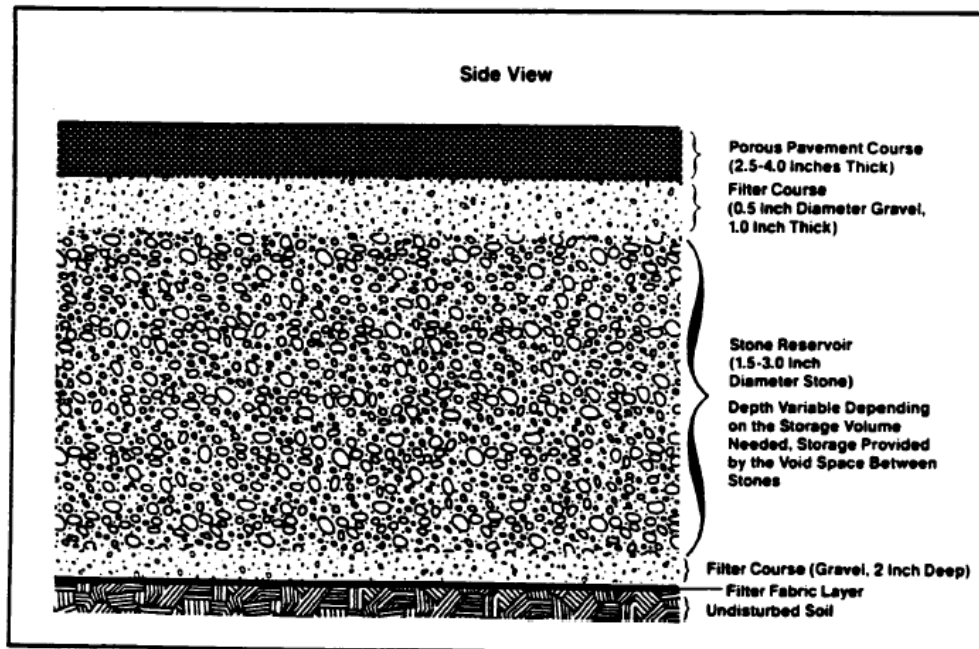 Side View
Porous Pavement Course
(2.5-4.0 Inches Thick)
Filter Course
(0.5 Inch Diameter Gravel,
1.0 Inch Thick)
Stone Reservoir
(1.5-3.0 Inch
Diameter Stone)
Depth Variable Depending
on the Storage Volume
Needed, Storage Provided
by the Void Space Between
Stones
Filter Course (Gravel, 2 Inch Deep)
Filter Fabric Layer
Undisturbed Soil